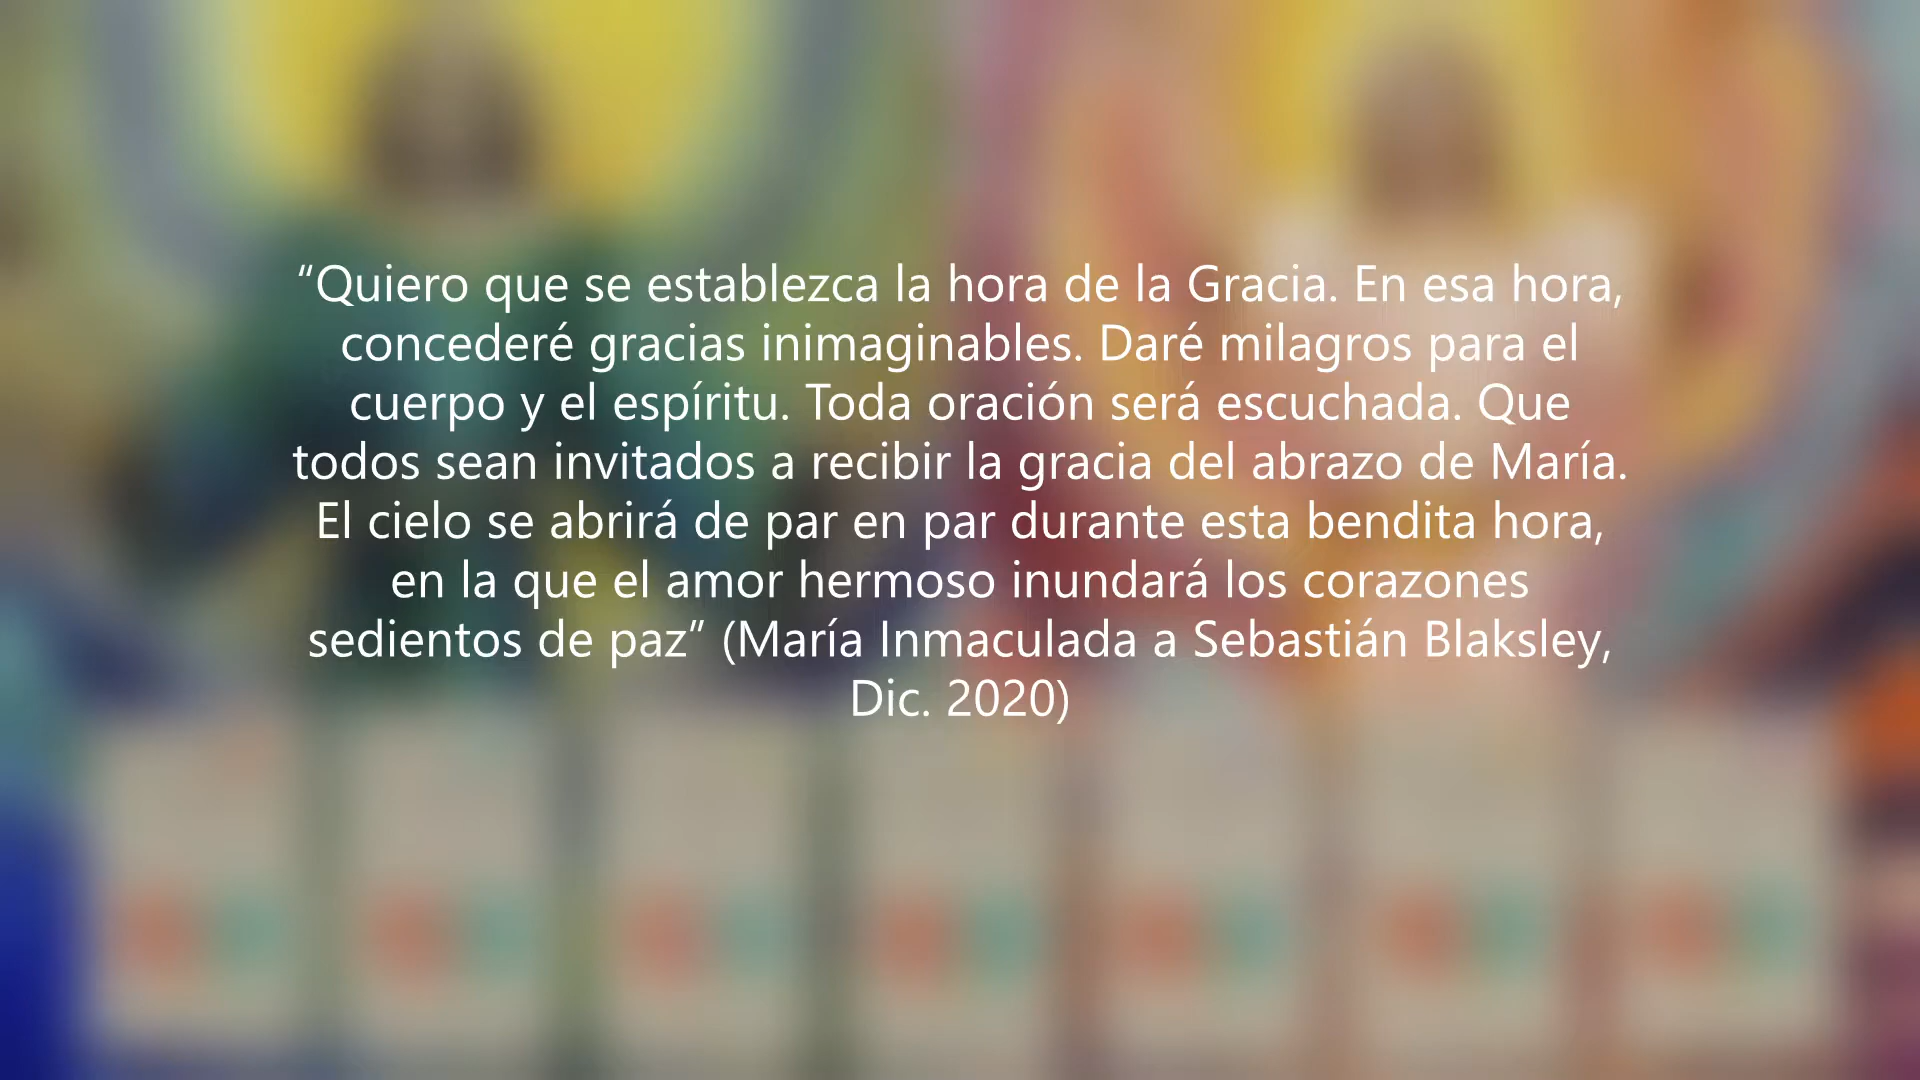 “Quiero que se establezca la hora de la Gracia. En esa hora,
concederé gracias inimaginables. Daré milagros para el
cuerpo y el espíritu. Toda oración será escuchada. Que
todos sean invitados a recibir la gracia del abrazo de María.
El cielo se abrirá de par en par durante esta bendita hora,
en la que el amor hermoso inundará los corazones
sedientos de paz” (María Inmaculada a Sebastián Blaksley,
Dic. 2020)